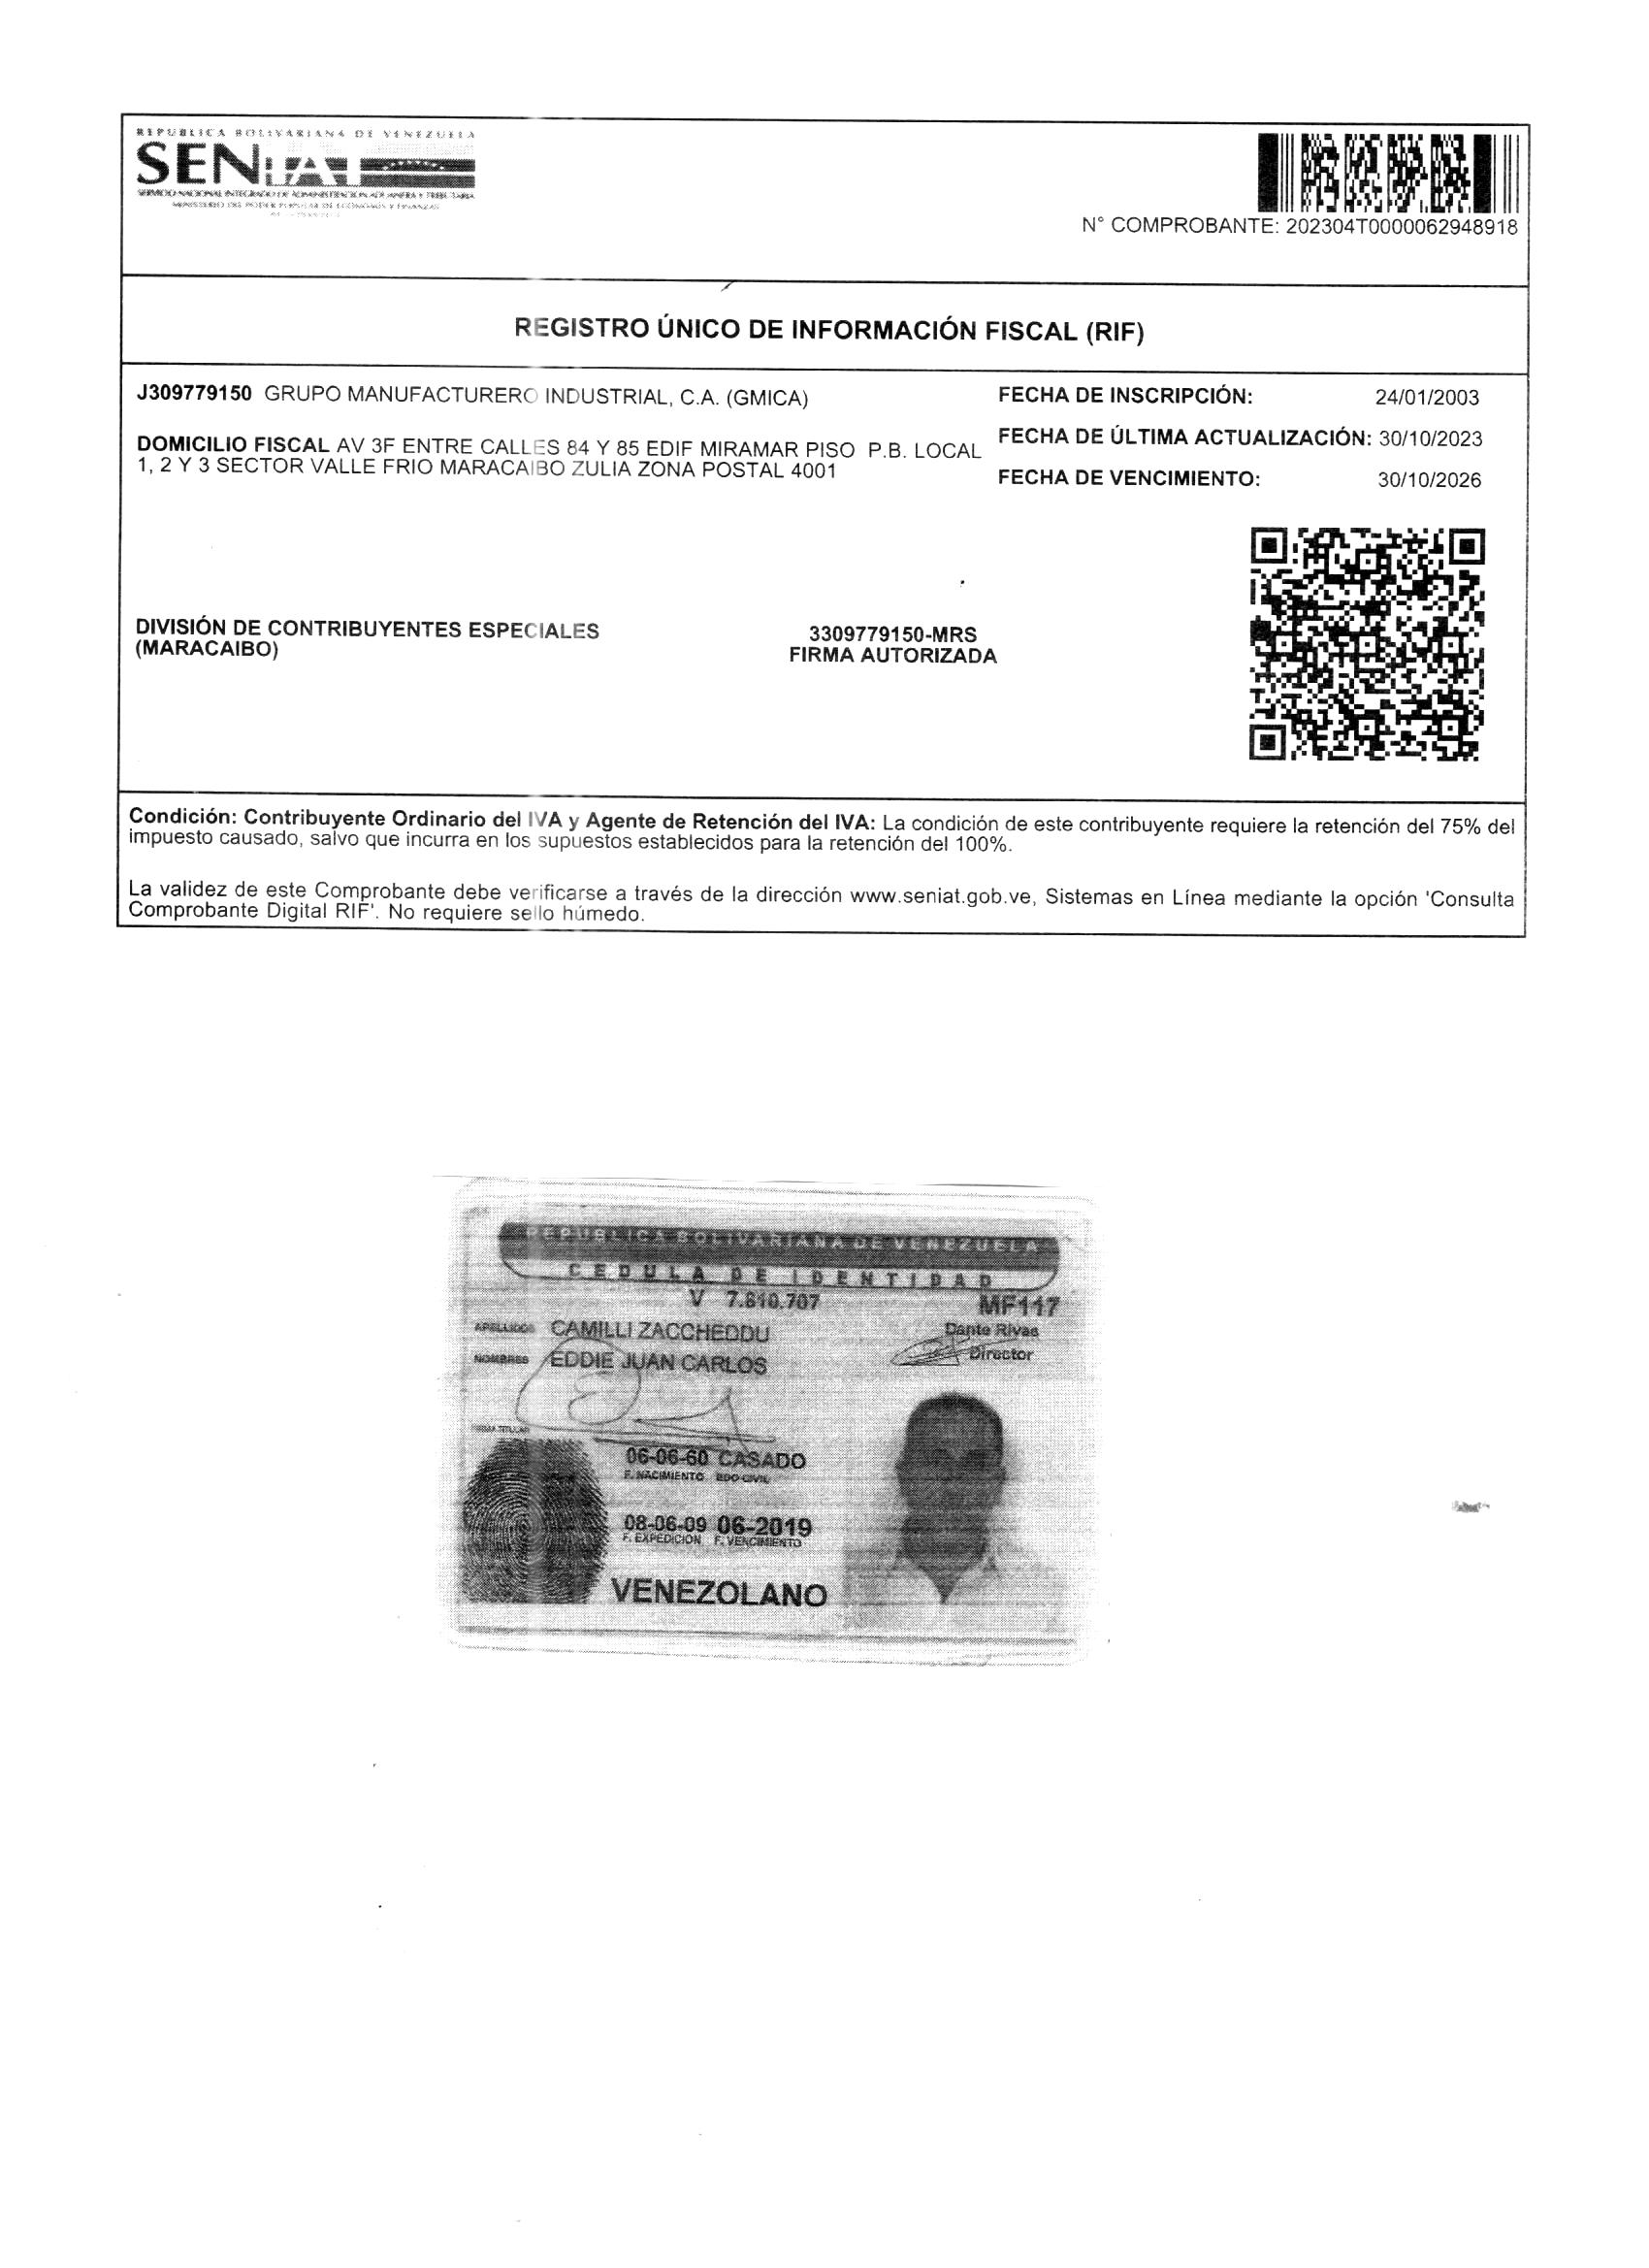 REPUBLICA BOLIVARIANA DE VENEZUELA
SENIAT
SERVICIO NACIONAL INTEGRADO DE ADMINISTRACION ADUANERA Y TRIBUTARIA
MINISTERIO DEL PODER POPULAR DE ECONOMIA Y FINANZAS
N° COMPROBANTE: 202304T0000062948918
REGISTRO ÚNICO DE INFORMACIÓN FISCAL (RIF)
J309779150 GRUPO MANUFACTURERO INDUSTRIAL, C.A. (GMICA)
FECHA DE INSCRIPCIÓN: 24/01/2003
DOMICILIO FISCAL AV 3F ENTRE CALLES 84 Y 85 EDIF MIRAMAR PISO P.B. LOCAL
1, 2 Y 3 SECTOR VALLE FRIO MARACAIBO ZULIA ZONA POSTAL 4001
FECHA DE ÚLTIMA ACTUALIZACIÓN: 30/10/2023
FECHA DE VENCIMIENTO: 30/10/2026
DIVISIÓN DE CONTRIBUYENTES ESPECIALES
(MARACAIBO)
3309779150-MRS
FIRMA AUTORIZADA
Condición: Contribuyente Ordinario del IVA y Agente de Retención del IVA: La condición de este contribuyente requiere la retención del 75% del
impuesto causado, salvo que incurra en los supuestos establecidos para la retención del 100%.
La validez de este Comprobante debe verificarse a través de la dirección www.seniat.gob.ve, Sistemas en Línea mediante la opción 'Consulta
Comprobante Digital RIF'. No requiere sello húmedo.
REPUBLICA BOLIVARIANA DE VENEZUELA
CEDULA DE IDENTIDAD
V 7.810.707
MF117
APELLIDOS CAMILLI ZACCHEDDU
Dante Rivas
Director
NOMBRES EDDIE JUAN CARLOS
FIRMA TITULAR
06-06-60 CASADO
F. NACIMIENTO EDO CIVIL
08-06-09 06-2019
F. EXPEDICION F. VENCIMIENTO
VENEZOLANO